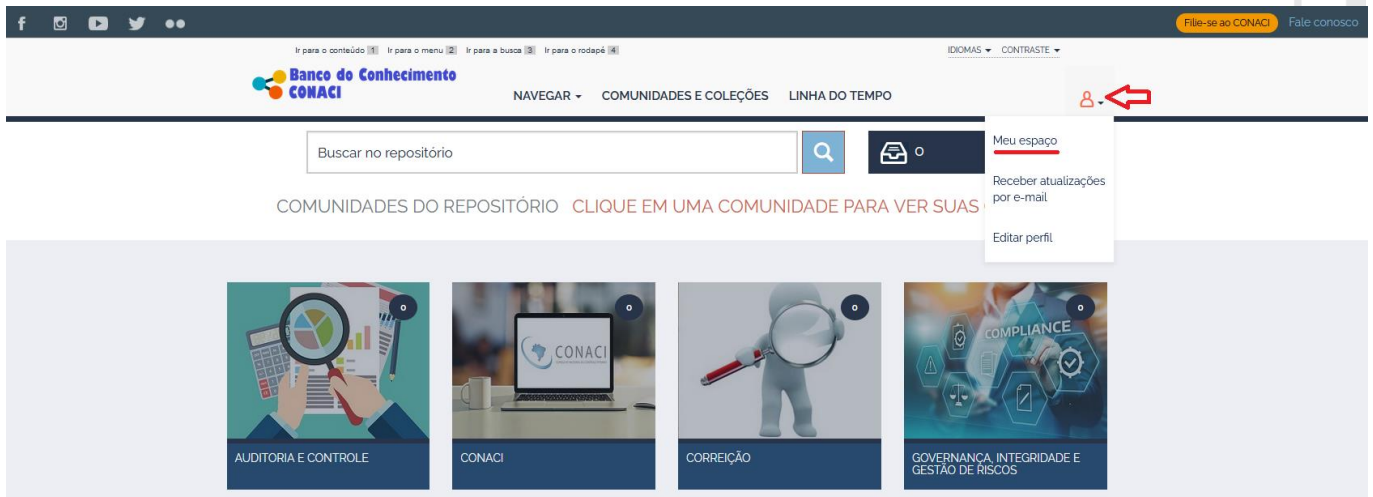 Filie-se ao CONACI Fale conosco
Ir para o conteúdo 1 Ir para o menu 2 Ir para a busca 3 Ir para o rodapé 4 IDIOMAS CONTRASTE
Banco do Conhecimento
CONACI
NAVEGAR COMUNIDADES E COLEÇÕES LINHA DO TEMPO
Buscar no repositório
0
Meu espaço
Receber atualizações
por e-mail
Editar perfil
COMUNIDADES DO REPOSITÓRIO CLIQUE EM UMA COMUNIDADE PARA VER SUAS
0
0
0
0
CONACI
COMPLIANCE
AUDITORIA E CONTROLE
CONACI
CORREIÇÃO
GOVERNANÇA, INTEGRIDADE E
GESTÃO DE RISCOS